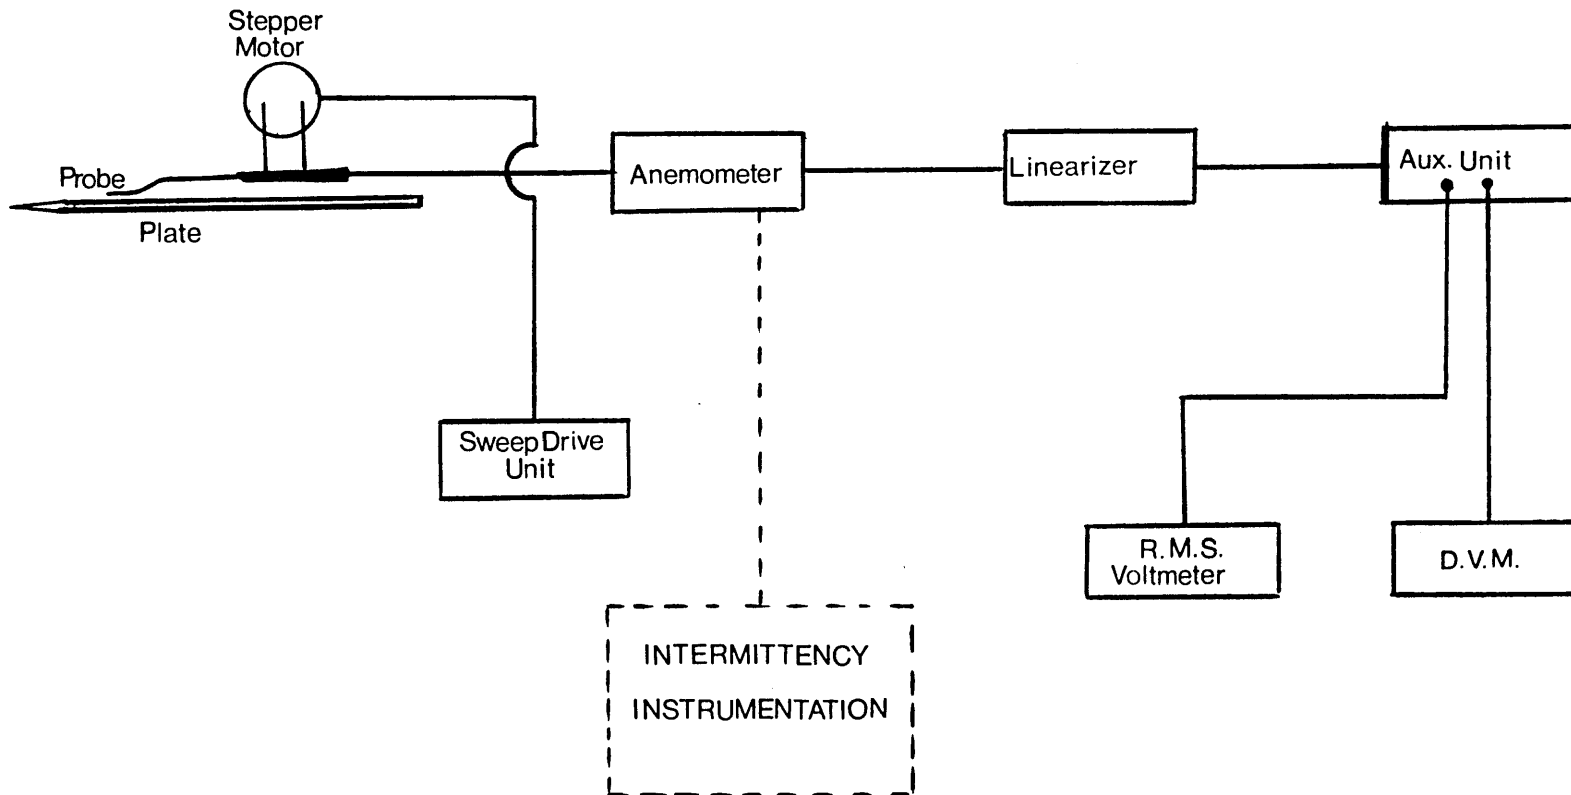 Stepper
Motor
Probe
Plate
Anemometer
Linearizer
Aux. Unit
Sweep Drive
Unit
R.M.S.
Voltmeter
D.V.M.
INTERMITTENCY
INSTRUMENTATION